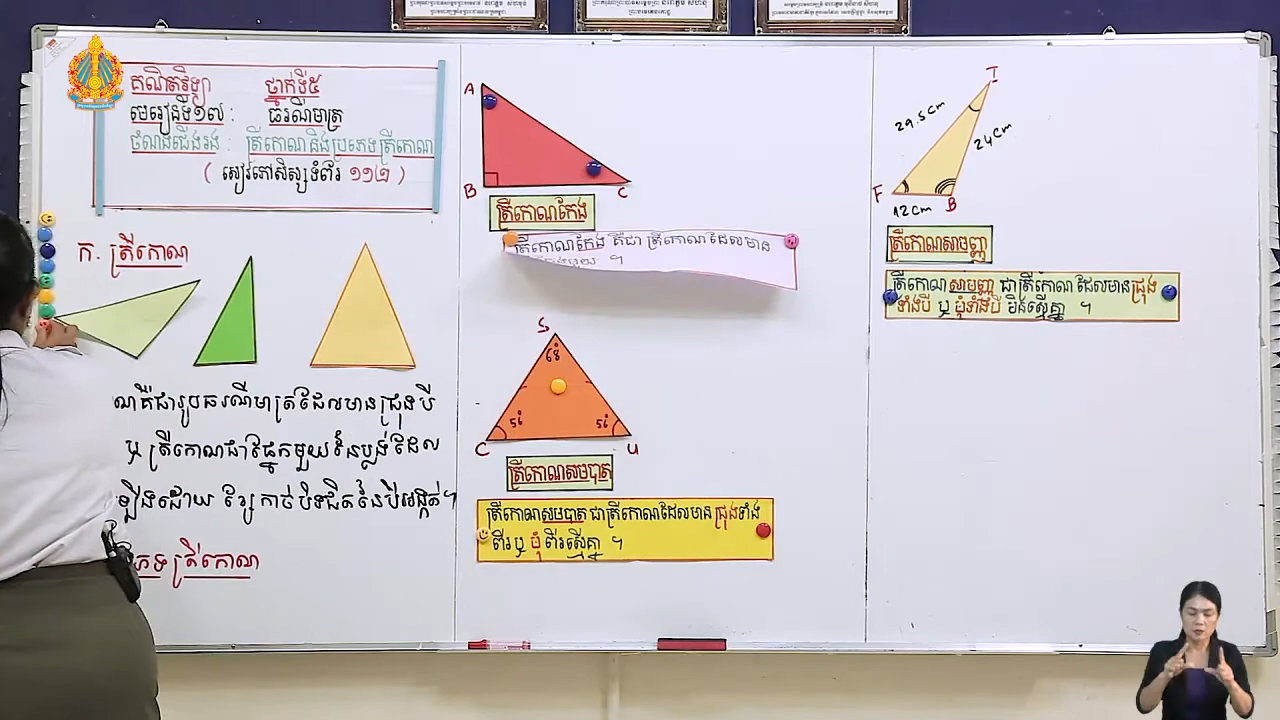 គណិតវិទ្យា ថ្នាក់ទី៥
មេរៀនទី១៧ : ធរណីមាត្រ
ចំណងជើងរង : ត្រីកោណនិងប្រភេទត្រីកោណ
( សៀវភៅសិស្សទំព័រ ១១២ )
ក. ត្រីកោណ
ណគឺជារូបធរណីមាត្រដែលមានជ្រុងបី
ឬ ត្រីកោណជាផ្នែកមួយនៃប្លង់ដែល
ឡើងដោយ ខ្សែកាច់បិទជិតនៃបីអង្កត់។
ភេទត្រីកោណ
A
B
C
ត្រីកោណកែង
ត្រីកោណកែង គឺជា ត្រីកោណដែលមាន
មួយ ។
S
68
56
56
C
U
ត្រីកោណសមបាត
ត្រីកោណសមបាត ជាត្រីកោណដែលមានជ្រុងទាំង
ពីរ ឬ មុំ ពីរស្មើគ្នា ។
T
29.5cm
24cm
F
12cm
B
ត្រីកោណសាមញ្ញ
ត្រីកោណសាមញ្ញ ជាត្រីកោណដែលមានជ្រុង
ទាំងបី ឬ មុំទាំងបី មិនស្មើគ្នា ។